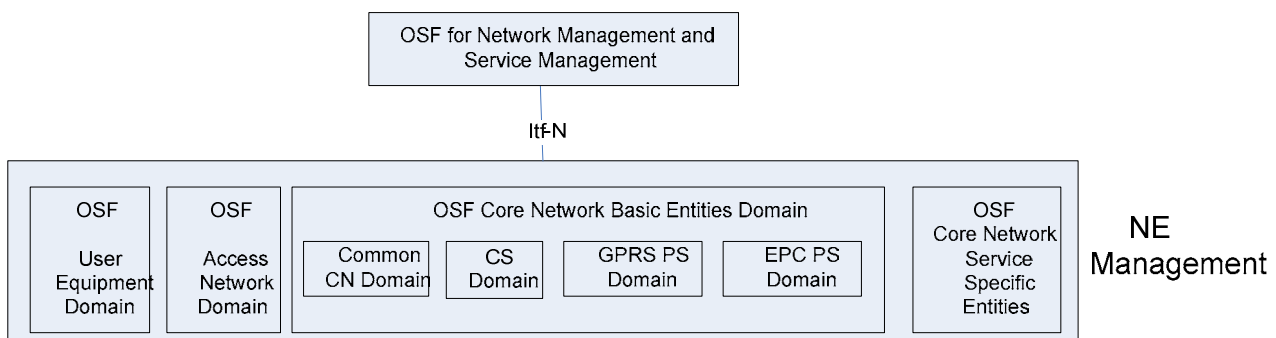 OSF for Network Management and
Service Management
Itf-N
OSF
User
Equipment
Domain
OSF
Access
Network
Domain
OSF Core Network Basic Entities Domain
Common
CN Domain
CS
Domain
GPRS PS
Domain
EPC PS
Domain
OSF
Core Network
Service
Specific
Entities
NE
Management